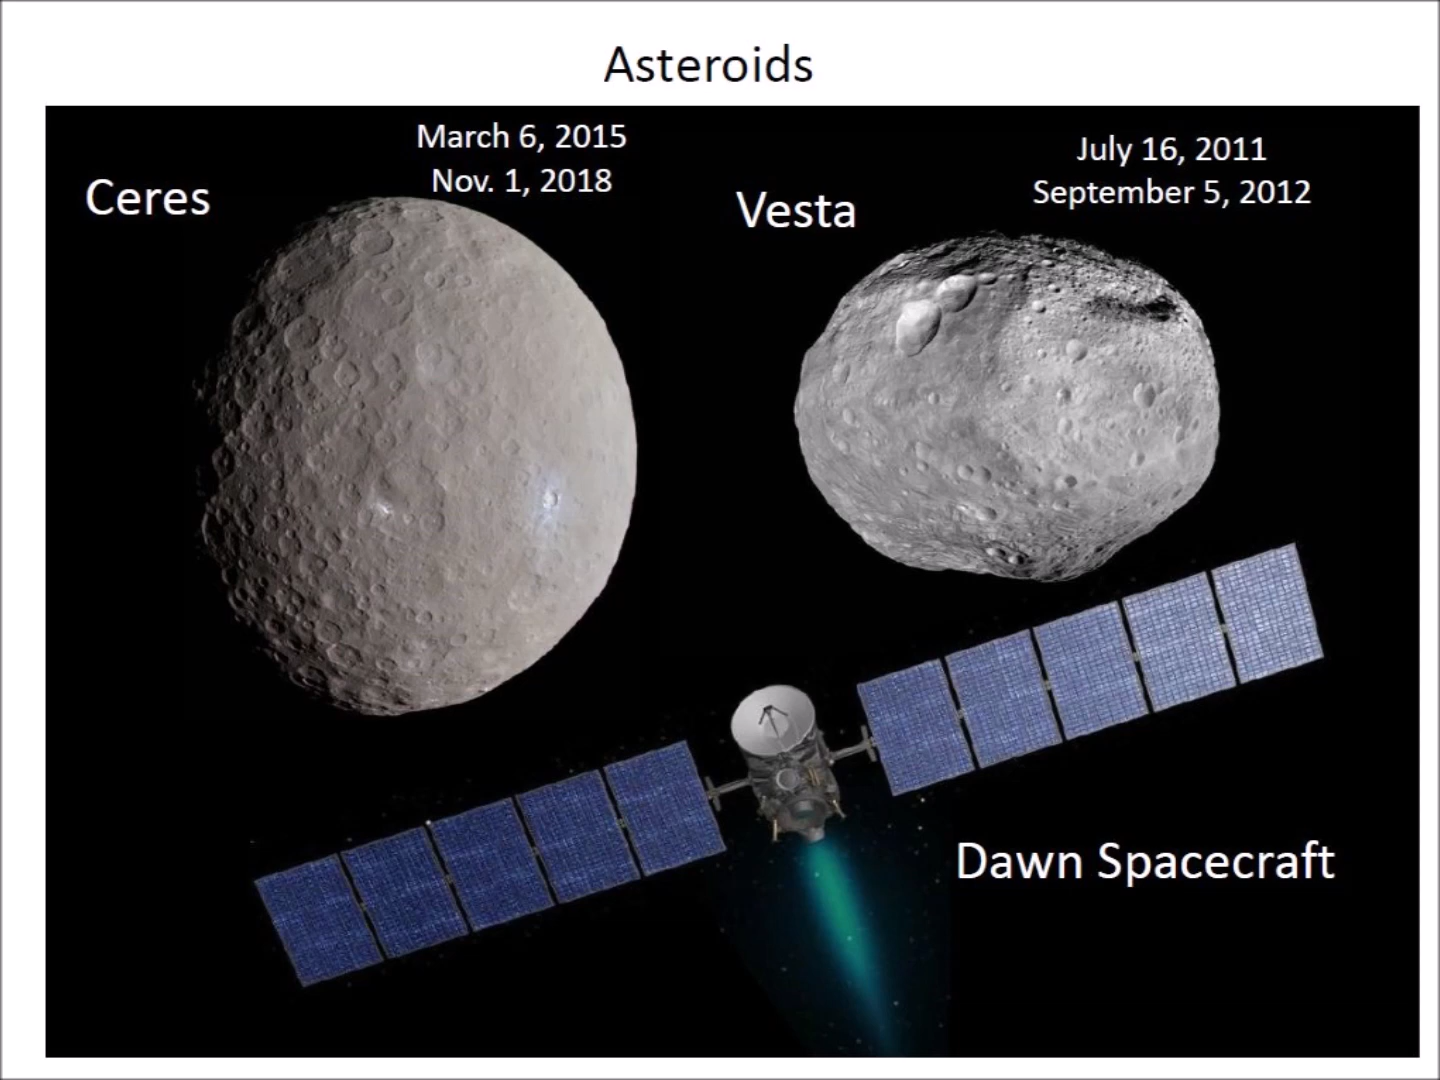 Asteroids
March 6, 2015
Nov. 1, 2018
Ceres
July 16, 2011
September 5, 2012
Vesta
Dawn Spacecraft